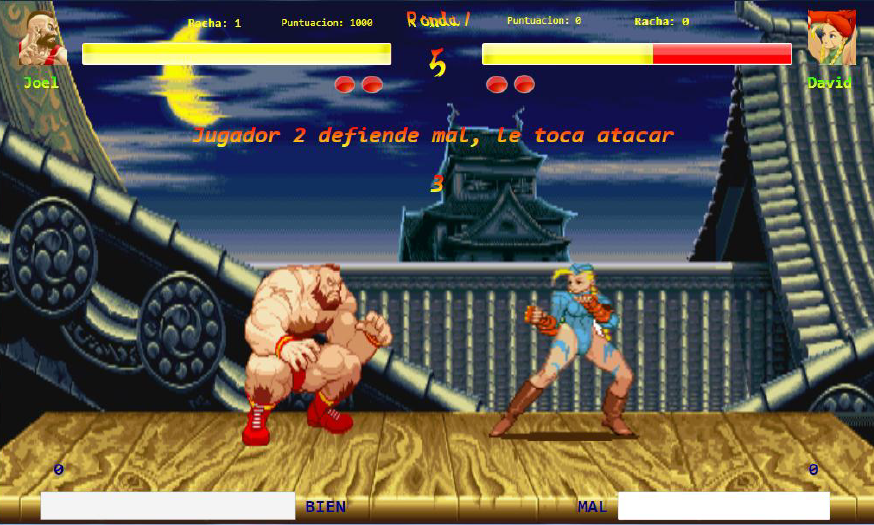 Racha: 1 Puntuacion: 1000 Ronda 1 Puntuacion: 0 Racha: 0
5
Joel David
Jugador 2 defiende mal, le toca atacar
3
0 0
BIEN MAL